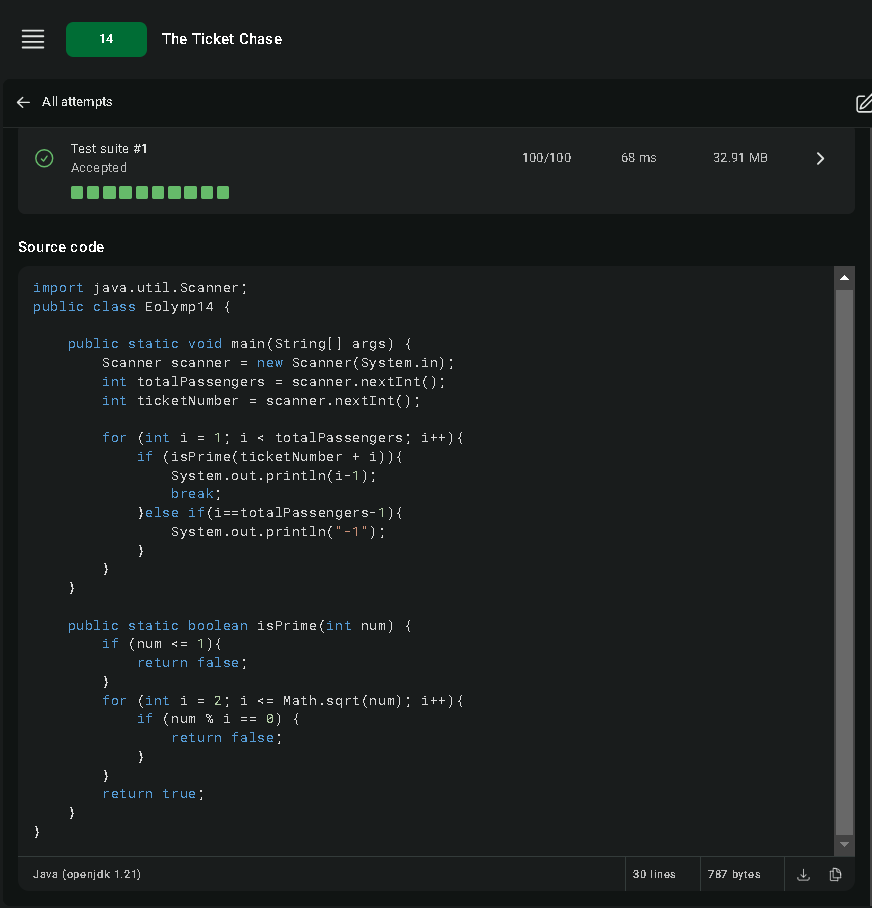 14 The Ticket Chase
All attempts
Test suite #1
Accepted
100/100 68 ms 32.91 MB
Source code
import java.util.Scanner;
public class Eolymp14 {
    public static void main(String[] args) {
        Scanner scanner = new Scanner(System.in);
        int totalPassengers = scanner.nextInt();
        int ticketNumber = scanner.nextInt();
        for (int i = 1; i < totalPassengers; i++){
            if (isPrime(ticketNumber + i)){
                System.out.println(i-1);
                break;
            }else if(i==totalPassengers-1){
                System.out.println("-1");
            }
        }
    }
    public static boolean isPrime(int num) {
        if (num <= 1){
            return false;
        }
        for (int i = 2; i <= Math.sqrt(num); i++){
            if (num % i == 0) {
                return false;
            }
        }
        return true;
    }
}
Java (openjdk 1.21) 30 lines 787 bytes